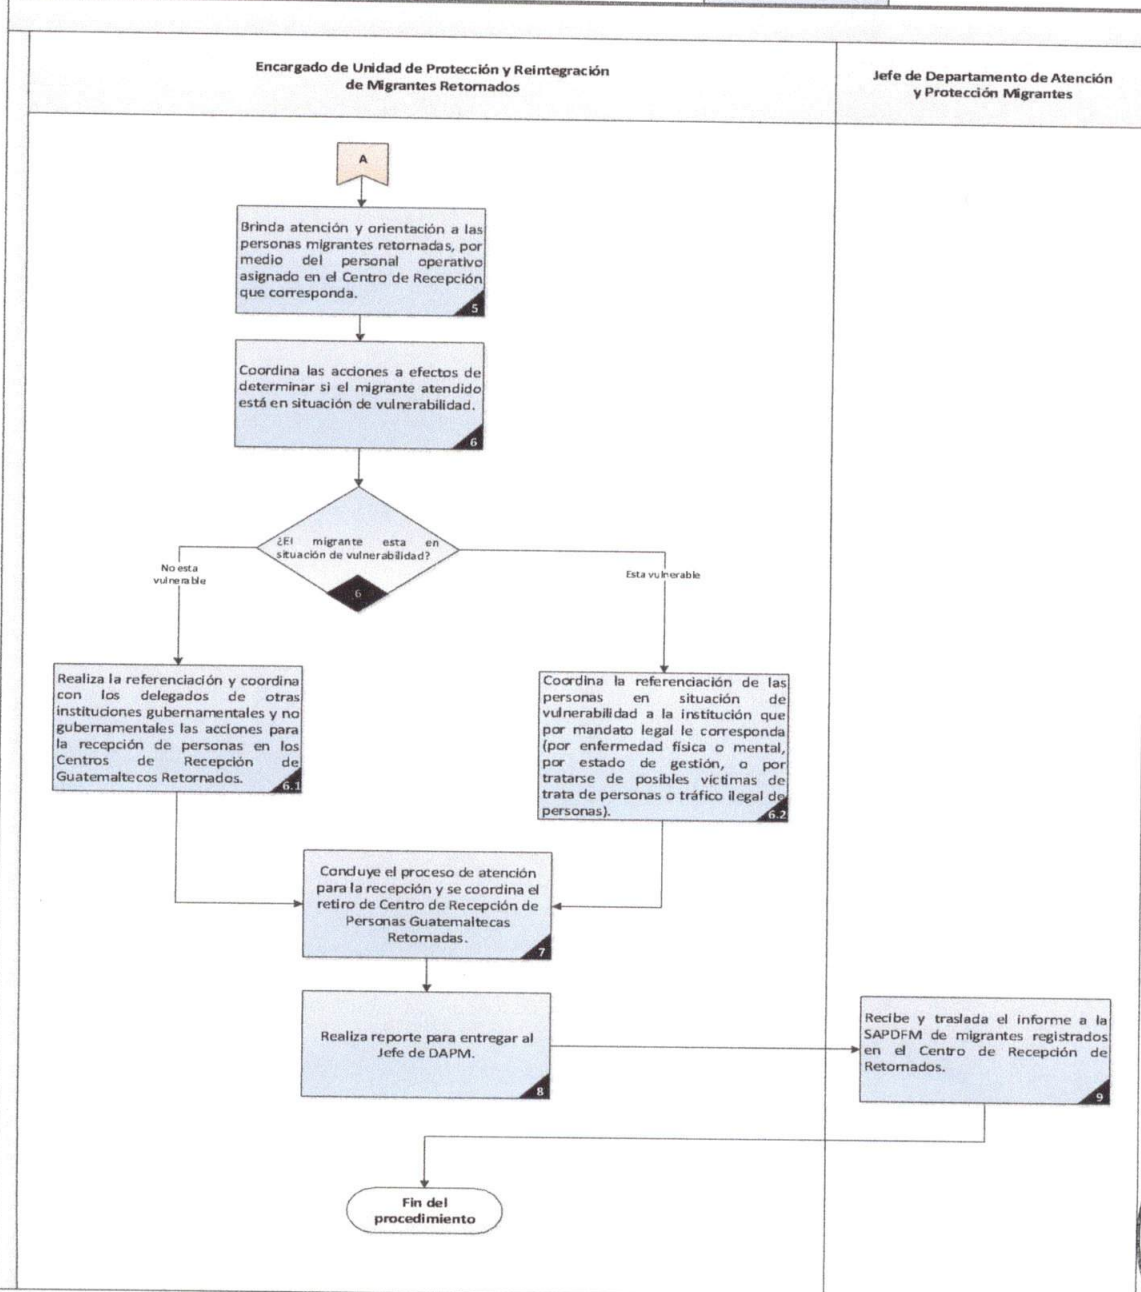 Encargado de Unidad de Protección y Reintegración
de Migrantes Retornados
Jefe de Departamento de Atención
y Protección Migrantes
A
Brinda atención y orientación a las
personas migrantes retornadas, por
medio del personal operativo
asignado en el Centro de Recepción
que corresponda.
5
Coordina las acciones a efectos de
determinar si el migrante atendido
está en situación de vulnerabilidad.
6
¿El migrante esta en
situación de vulnerabilidad?
6
No esta
vulnerable
Esta vulnerable
Realiza la referenciación y coordina
con los delegados de otras
instituciones gubernamentales y no
gubernamentales las acciones para
la recepción de personas en los
Centros de Recepción de
Guatemaltecos Retornados.
6.1
Coordina la referenciación de las
personas en situación de
vulnerabilidad a la institución que
por mandato legal le corresponda
(por enfermedad física o mental,
por estado de gestión, o por
tratarse de posibles víctimas de
trata de personas o tráfico ilegal de
personas).
6.2
Concluye el proceso de atención
para la recepción y se coordina el
retiro de Centro de Recepción de
Personas Guatemaltecas
Retornadas.
7
Realiza reporte para entregar al
Jefe de DAPM.
8
Recibe y traslada el informe a la
SAPDFM de migrantes registrados
en el Centro de Recepción de
Retornados.
9
Fin del
procedimiento